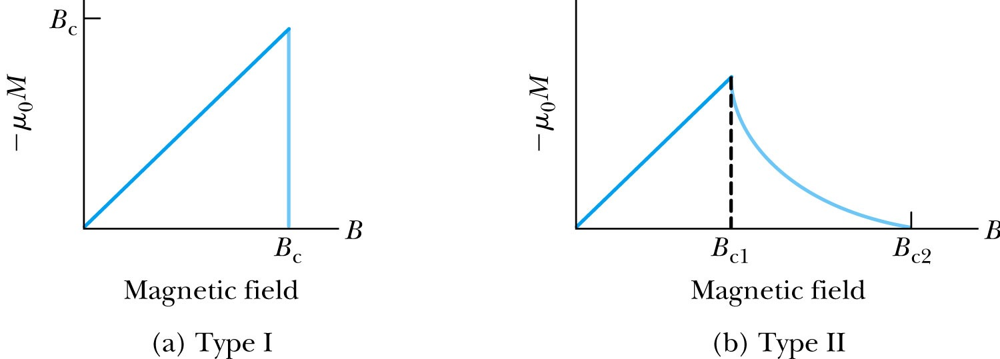 B_c
−μ₀M
B
B_c
Magnetic field
(a) Type I
−μ₀M
B
B_c1
B_c2
Magnetic field
(b) Type II